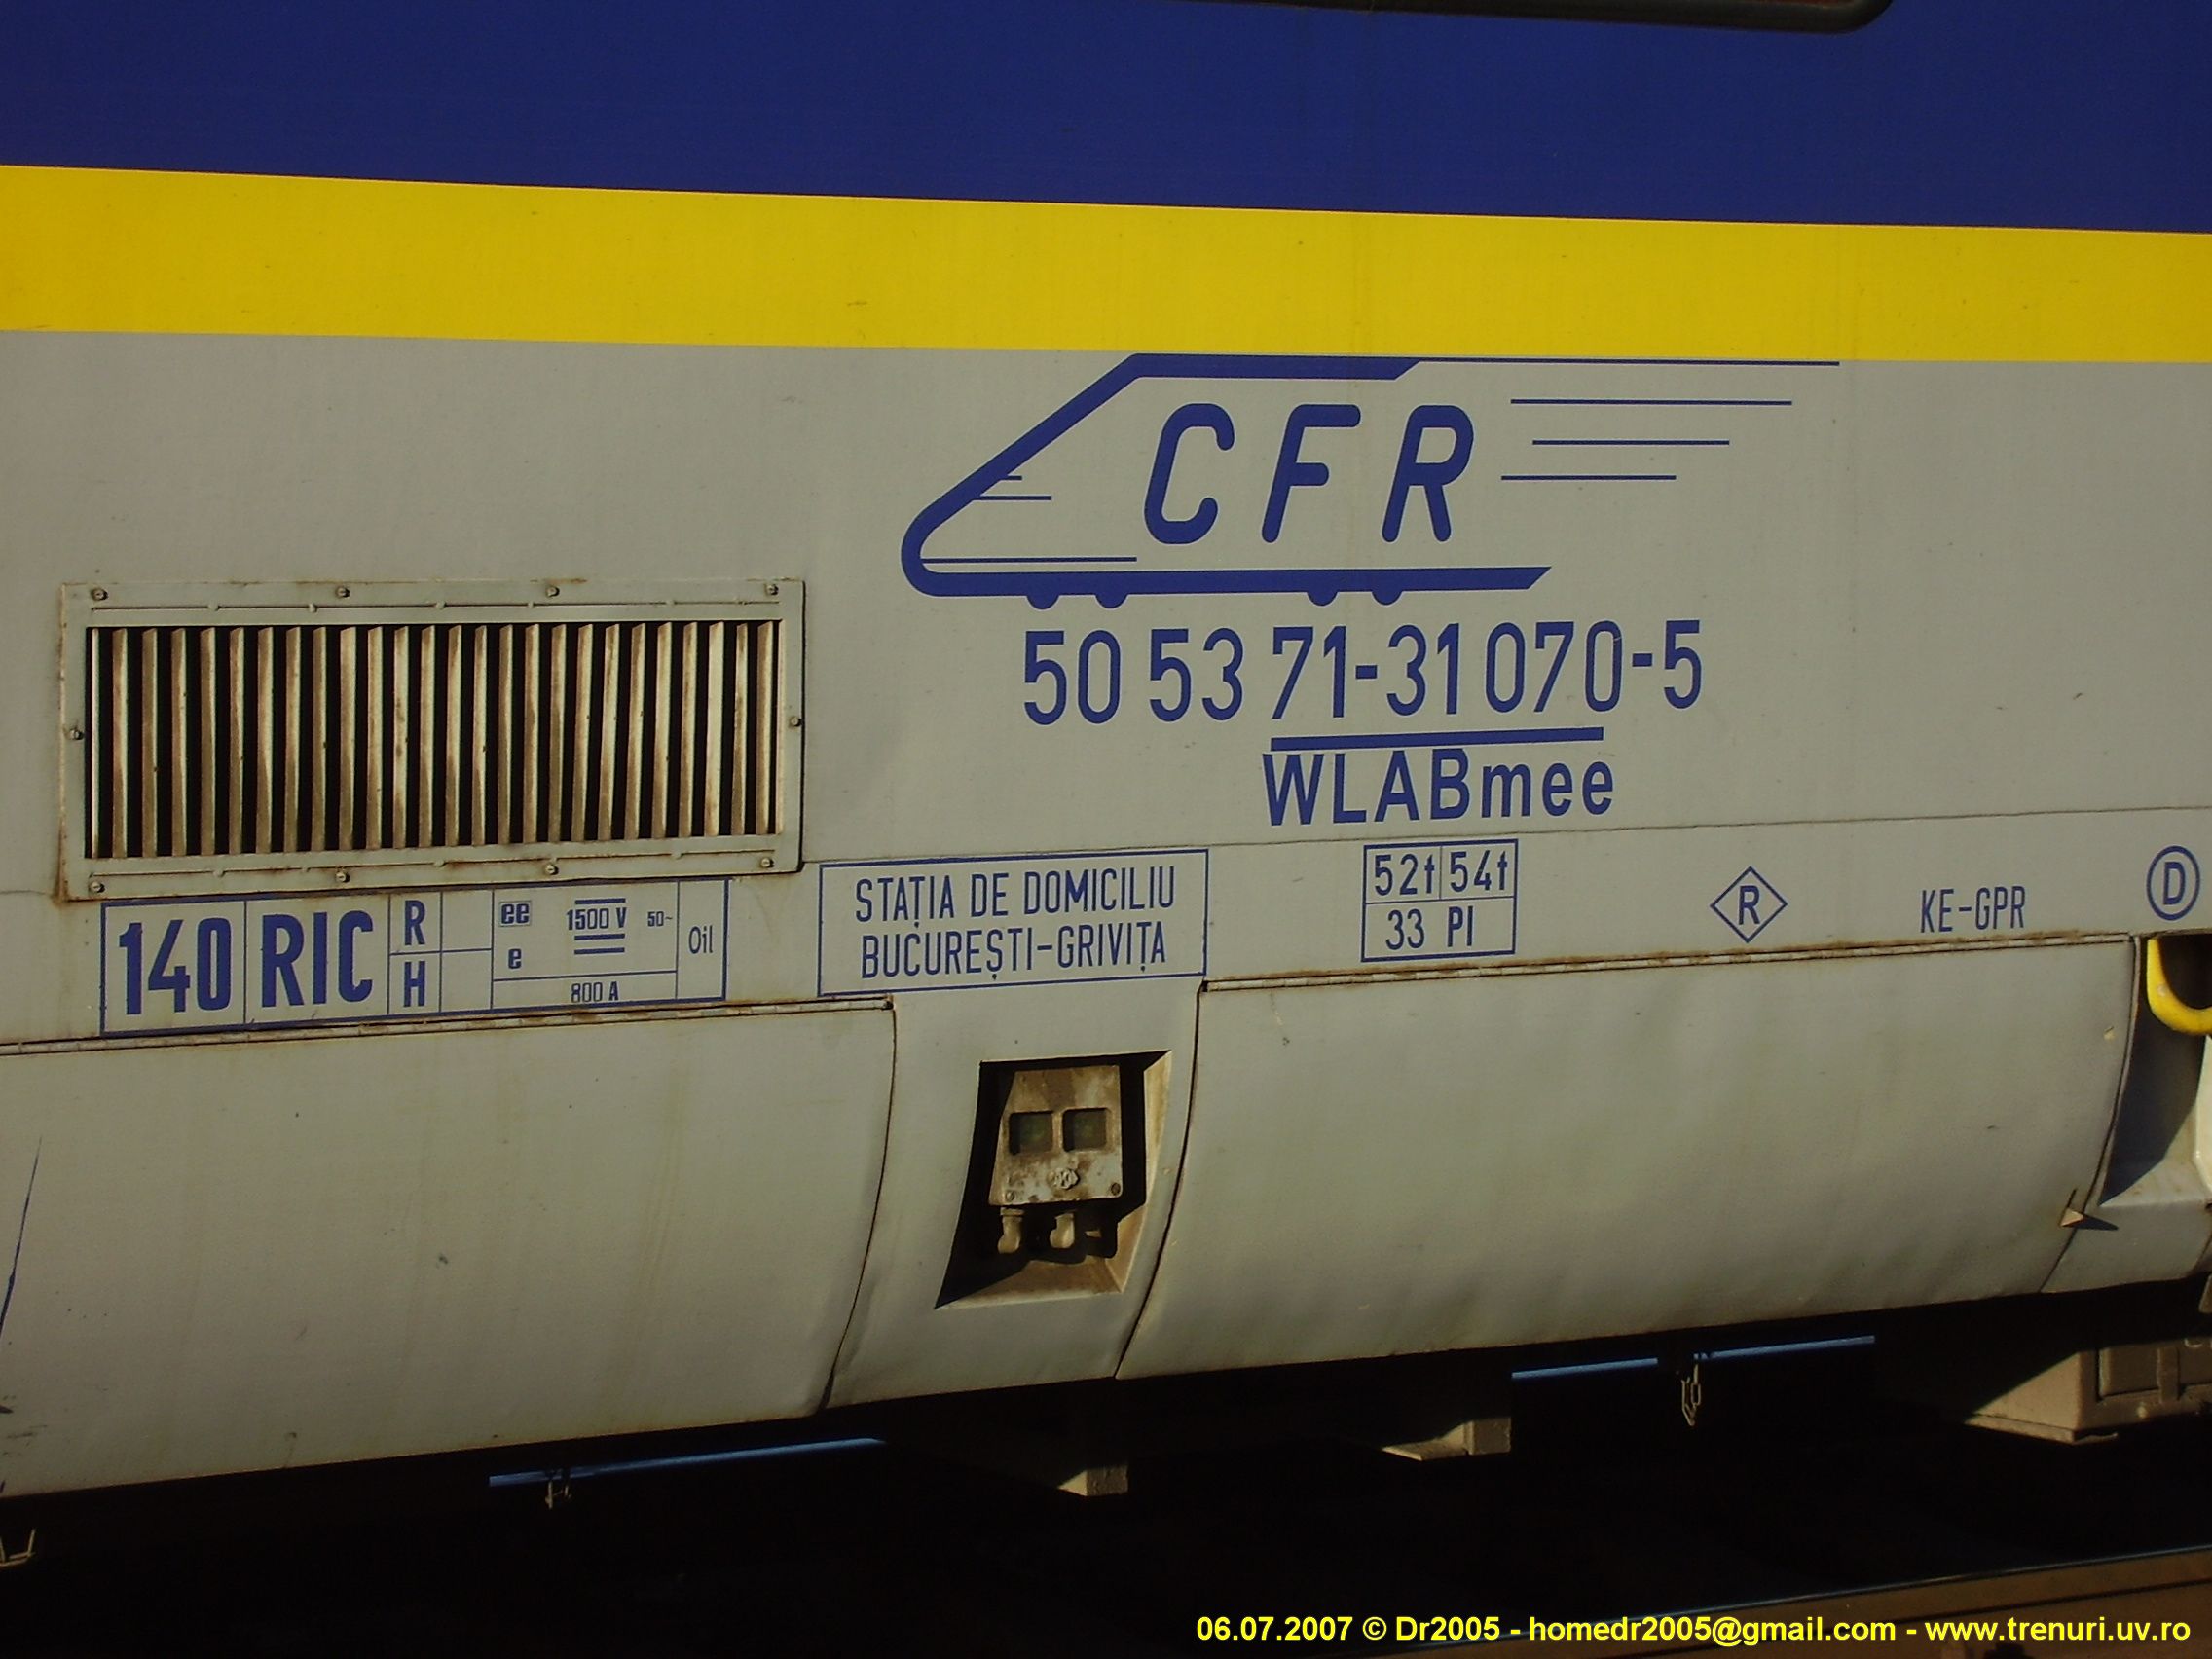 CFR
50 53 71-31 070-5
WLABmee
140 RIC R H ee e 1500 V 50~ 800 A Oil
STAȚIA DE DOMICILIU
BUCUREȘTI-GRIVIȚA
52t 54t
33 PI
R
KE-GPR
D
06.07.2007 © Dr2005 - homedr2005@gmail.com - www.trenuri.uv.ro